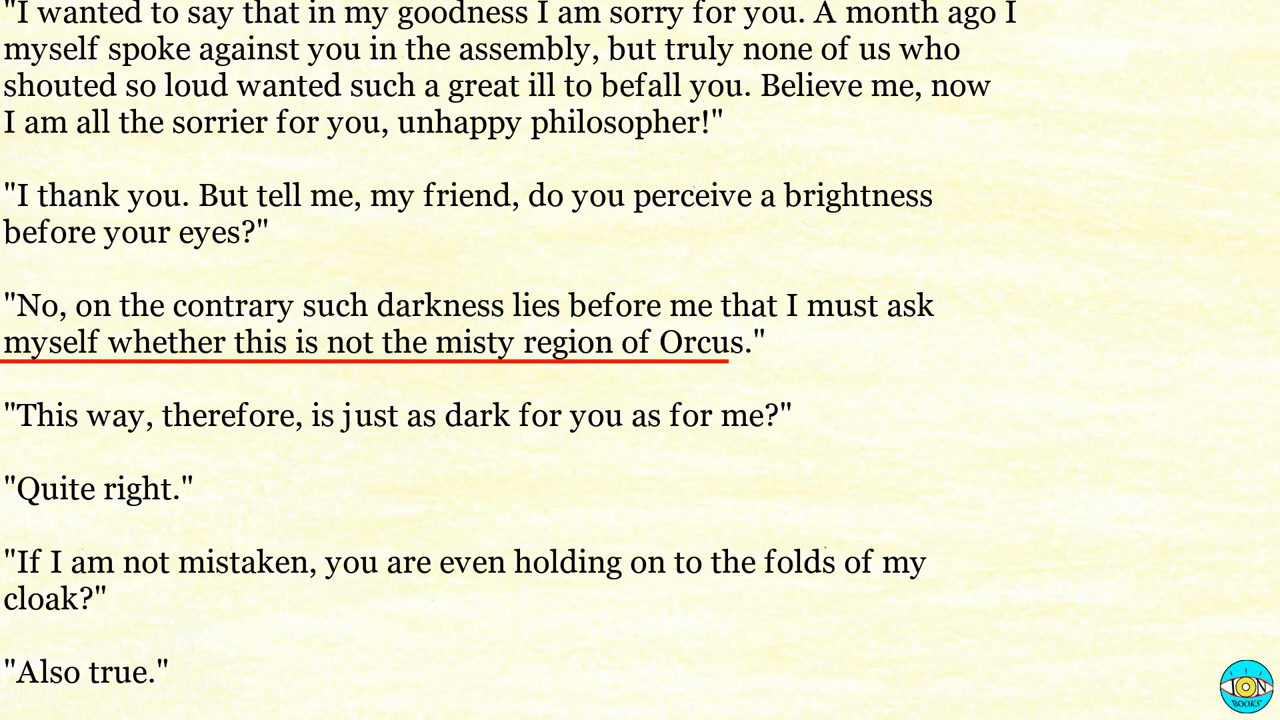 "I wanted to say that in my goodness I am sorry for you. A month ago I
myself spoke against you in the assembly, but truly none of us who
shouted so loud wanted such a great ill to befall you. Believe me, now
I am all the sorrier for you, unhappy philosopher!"
"I thank you. But tell me, my friend, do you perceive a brightness
before your eyes?"
"No, on the contrary such darkness lies before me that I must ask
myself whether this is not the misty region of Orcus."
"This way, therefore, is just as dark for you as for me?"
"Quite right."
"If I am not mistaken, you are even holding on to the folds of my
cloak?"
"Also true."
ION
BOOKS